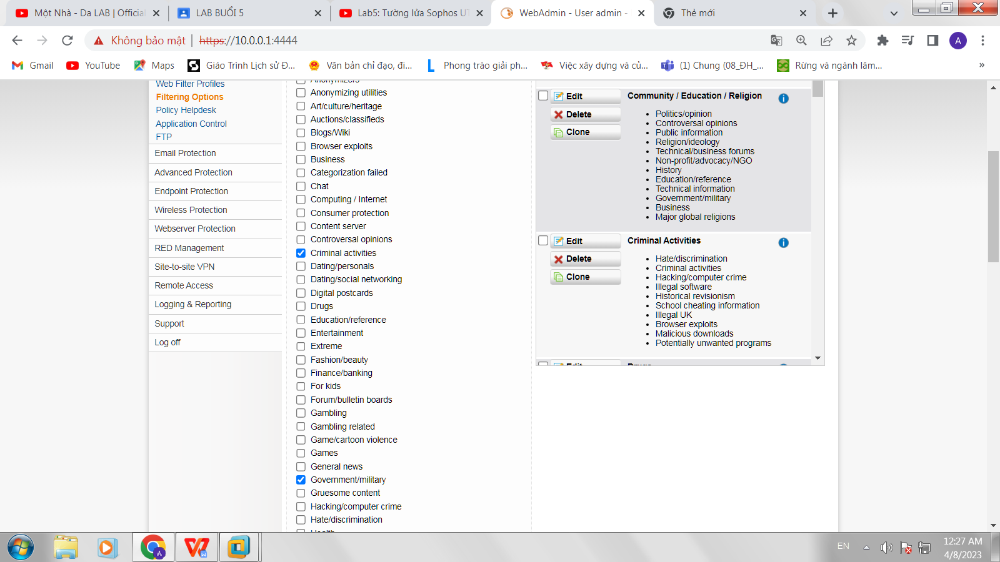 Một Nhà - Da LAB | Official
LAB BUỔI 5
Lab5: Tường lửa Sophos UT
WebAdmin - User admin -
Thẻ mới
Không bảo mật | https://10.0.0.1:4444
A
Gmail
YouTube
Maps
Giáo Trình Lịch sử Đ...
Văn bản chỉ đạo, đi...
Phong trào giải ph...
Việc xây dựng và củ...
(1) Chung (08_ĐH_...
Rừng và ngành lâm...
»
Web Filter Profiles
Filtering Options
Policy Helpdesk
Application Control
FTP
Email Protection
Advanced Protection
Endpoint Protection
Wireless Protection
Webserver Protection
RED Management
Site-to-site VPN
Remote Access
Logging & Reporting
Support
Log off
Anonymizers
Anonymizing utilities
Art/culture/heritage
Auctions/classifieds
Blogs/Wiki
Browser exploits
Business
Categorization failed
Chat
Computing / Internet
Consumer protection
Content server
Controversal opinions
Criminal activities
Dating/personals
Dating/social networking
Digital postcards
Drugs
Education/reference
Entertainment
Extreme
Fashion/beauty
Finance/banking
For kids
Forum/bulletin boards
Gambling
Gambling related
Game/cartoon violence
Games
General news
Government/military
Gruesome content
Hacking/computer crime
Hate/discrimination
Health
Edit
Delete
Clone
Community / Education / Religion
• Politics/opinion
• Controversal opinions
• Public information
• Religion/ideology
• Technical/business forums
• Non-profit/advocacy/NGO
• History
• Education/reference
• Technical information
• Government/military
• Business
• Major global religions
Edit
Delete
Clone
Criminal Activities
• Hate/discrimination
• Criminal activities
• Hacking/computer crime
• Illegal software
• Historical revisionism
• School cheating information
• Illegal UK
• Browser exploits
• Malicious downloads
• Potentially unwanted programs
Edit
Drugs
EN
12:27 AM
4/8/2023